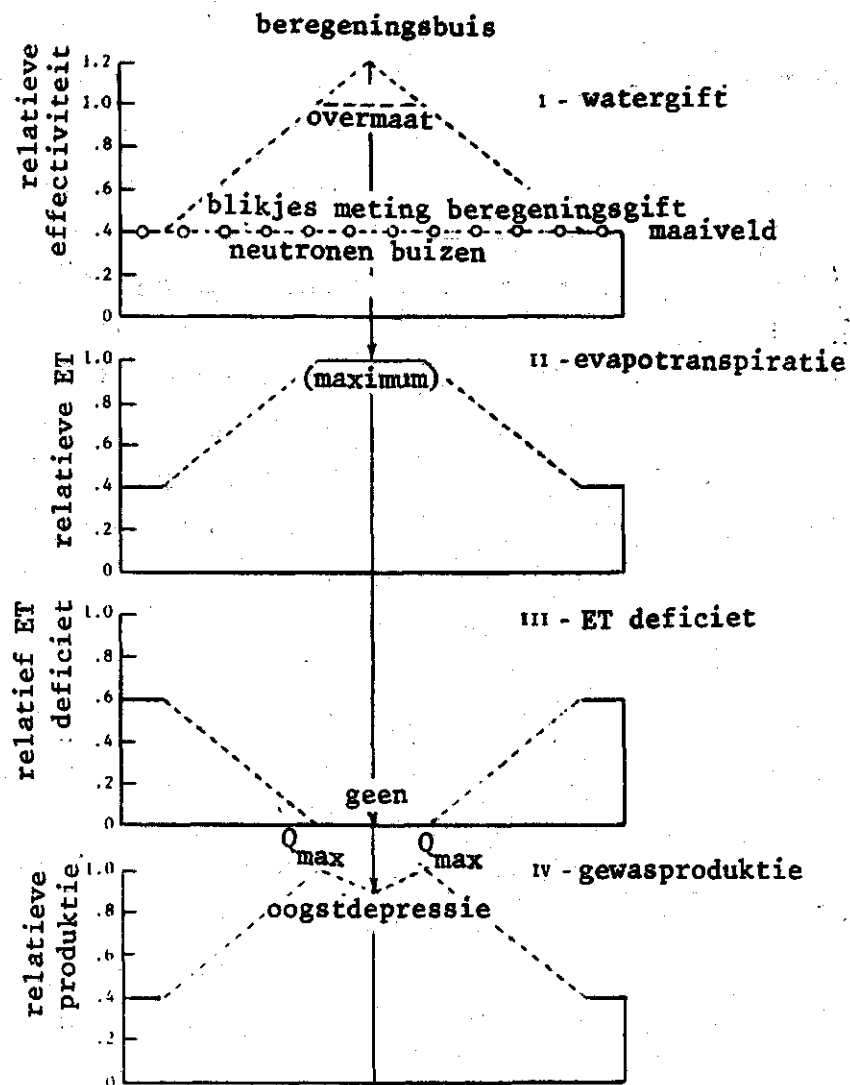 beregeningsbuis
relatieve
effectiviteit
1.2
1.0
.8
.6
.4
.2
0
I - watergift
overmaat
blikjes meting beregeningsgift
maaiveld
neutronen buizen
relatieve ET
1.0
.8
.6
.4
.2
0
II - evapotranspiratie
(maximum)
relatief ET
deficiet
1.0
.8
.6
.4
.2
0
III - ET deficiet
geen
Qmax
Qmax
relatieve
produktie
1.0
.8
.6
.4
.2
0
IV - gewasproduktie
oogstdepressie